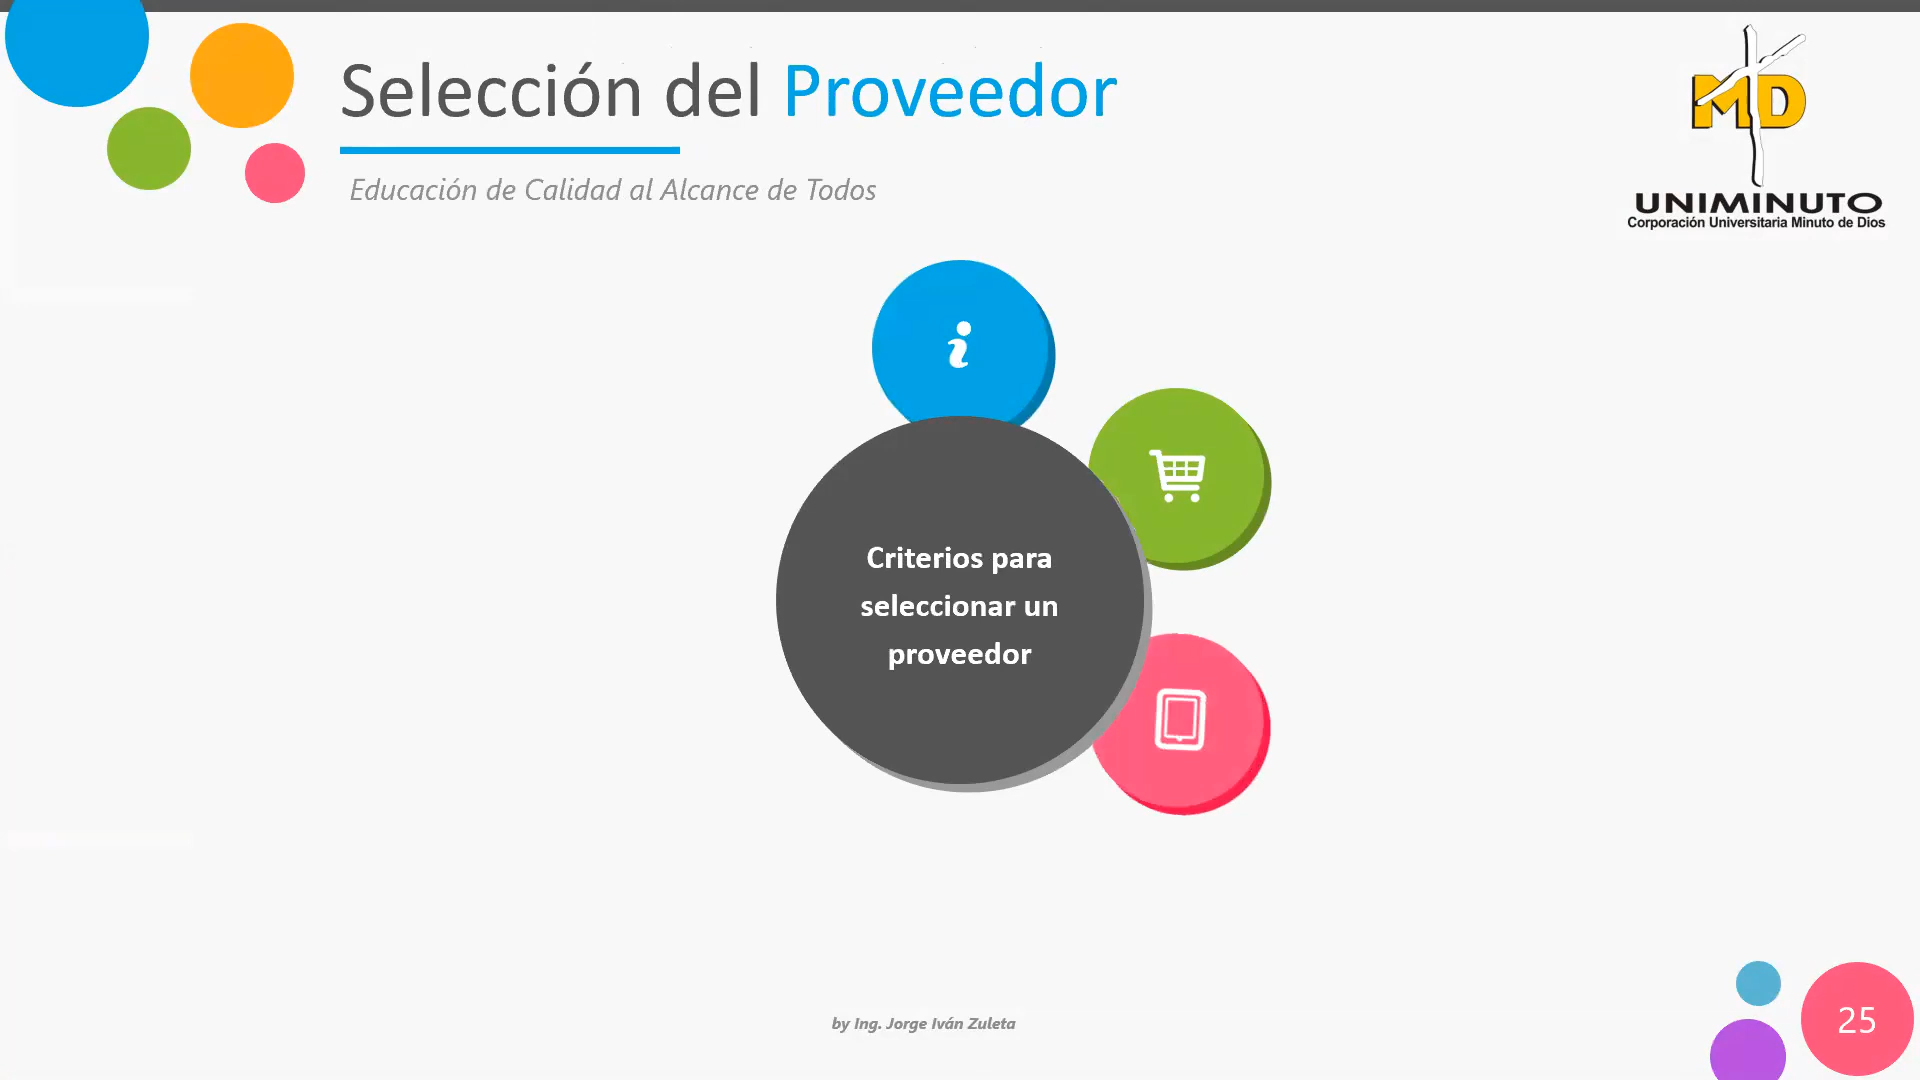 Selección del Proveedor
Educación de Calidad al Alcance de Todos
MD
UNIMINUTO
Corporación Universitaria Minuto de Dios
Criterios para
seleccionar un
proveedor
by Ing. Jorge Iván Zuleta
25